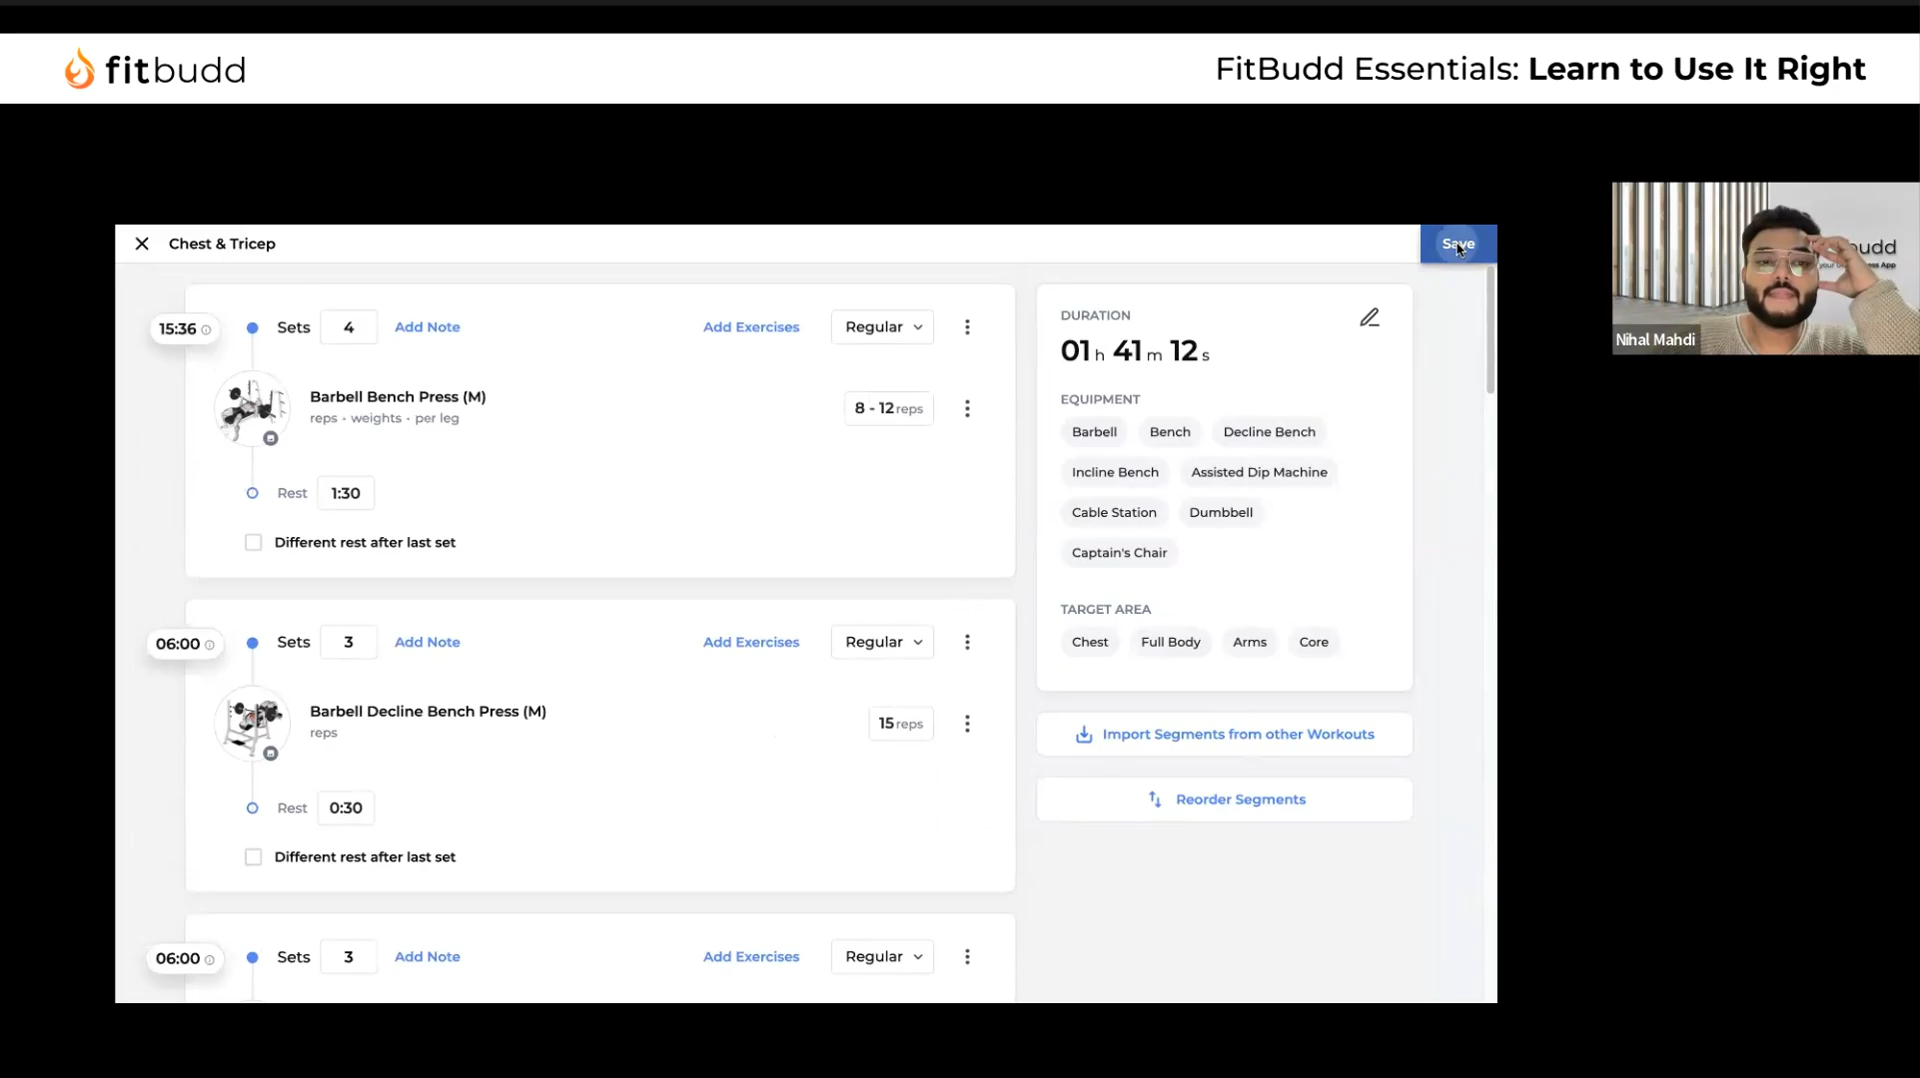 fitbudd
FitBudd Essentials: Learn to Use It Right
Chest & Tricep
Save
15:36
Sets 4 Add Note Add Exercises Regular
Barbell Bench Press (M)
reps • weights • per leg
8 - 12 reps
Rest 1:30
Different rest after last set
06:00
Sets 3 Add Note Add Exercises Regular
Barbell Decline Bench Press (M)
reps
15 reps
Rest 0:30
Different rest after last set
06:00
Sets 3 Add Note Add Exercises Regular
DURATION
01 h 41 m 12 s
EQUIPMENT
Barbell Bench Decline Bench
Incline Bench Assisted Dip Machine
Cable Station Dumbbell
Captain's Chair
TARGET AREA
Chest Full Body Arms Core
Import Segments from other Workouts
Reorder Segments
budd
App
Nihal Mahdi